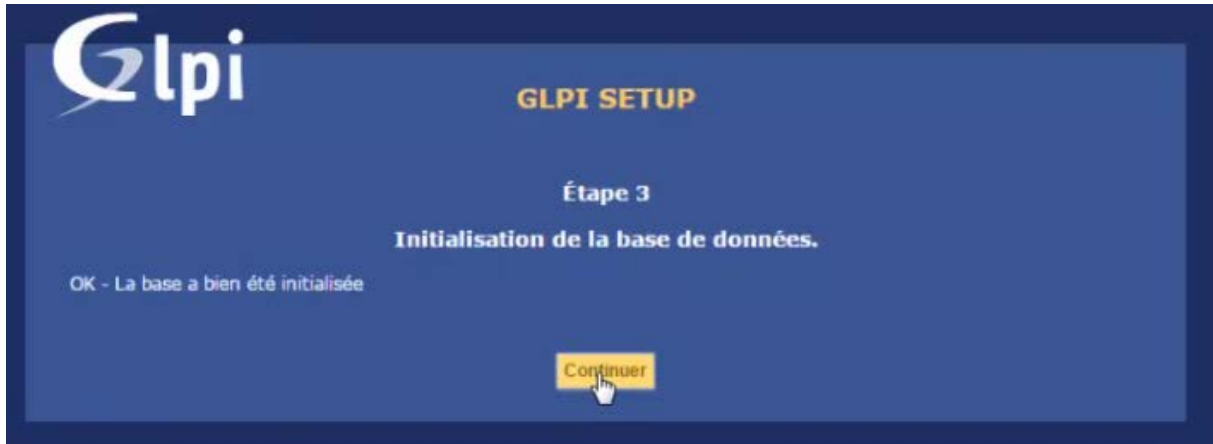 Glpi
GLPI SETUP
Étape 3
Initialisation de la base de données.
OK - La base a bien été initialisée
Continuer